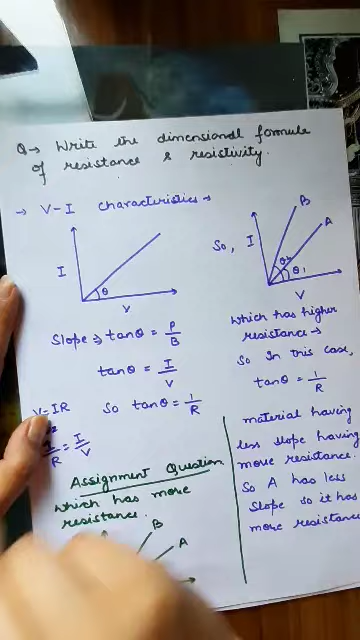 Q → Write the dimensional formula
of resistance & resistivity.
→ V-I characteristics →
I
θ
V
So, I
B
A
θ2
θ1
V
Slope ⇒ tanθ = P/B
tanθ = I/V
V=IR So tanθ = 1/R
1/R = I/V
which has higher
resistance →
So In this case,
tanθ = 1/R
material having
less slope having
more resistance.
So A has less
slope so it has
more resistance
Assignment Question
which has more
resistance.
B
A